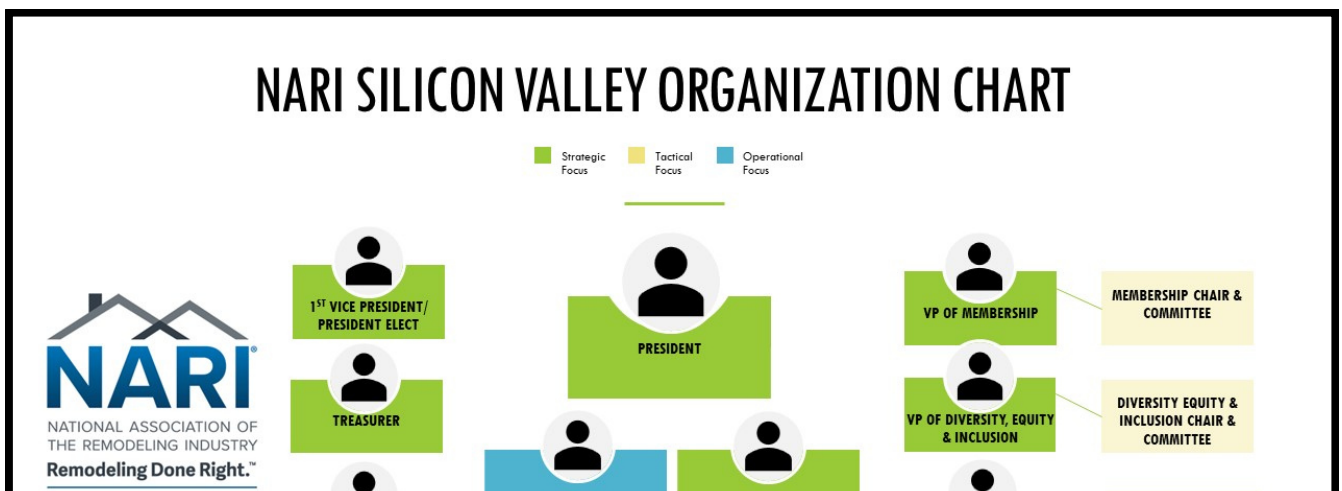 NARI SILICON VALLEY ORGANIZATION CHART
Strategic
Focus
Tactical
Focus
Operational
Focus
1ST VICE PRESIDENT/
PRESIDENT ELECT
PRESIDENT
VP OF MEMBERSHIP
MEMBERSHIP CHAIR &
COMMITTEE
NARI®
NATIONAL ASSOCIATION OF
THE REMODELING INDUSTRY
Remodeling Done Right.™
TREASURER
VP OF DIVERSITY, EQUITY
& INCLUSION
DIVERSITY EQUITY &
INCLUSION CHAIR &
COMMITTEE